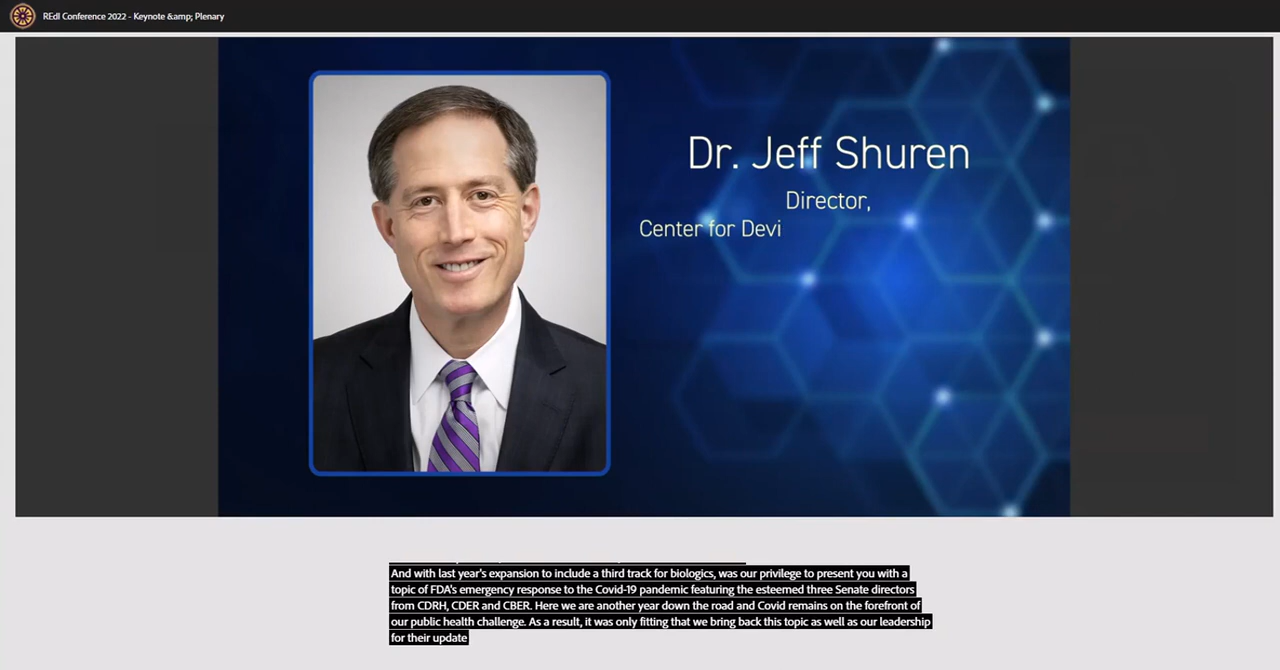 REdI Conference 2022 - Keynote &amp; Plenary
Dr. Jeff Shuren
Director,
Center for Devi
And with last year's expansion to include a third track for biologics, was our privilege to present you with a
topic of FDA's emergency response to the Covid-19 pandemic featuring the esteemed three Senate directors
from CDRH, CDER and CBER. Here we are another year down the road and Covid remains on the forefront of
our public health challenge. As a result, it was only fitting that we bring back this topic as well as our leadership
for their update